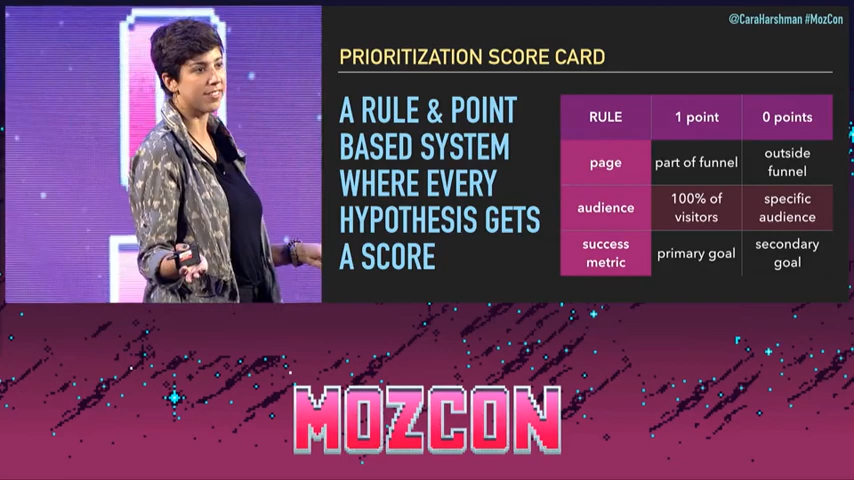 @CaraHarshman #MozCon
PRIORITIZATION SCORE CARD
A RULE & POINT
BASED SYSTEM
WHERE EVERY
HYPOTHESIS GETS
A SCORE
RULE 1 point 0 points
page part of funnel outside funnel
audience 100% of visitors specific audience
success metric primary goal secondary goal
MOZCON